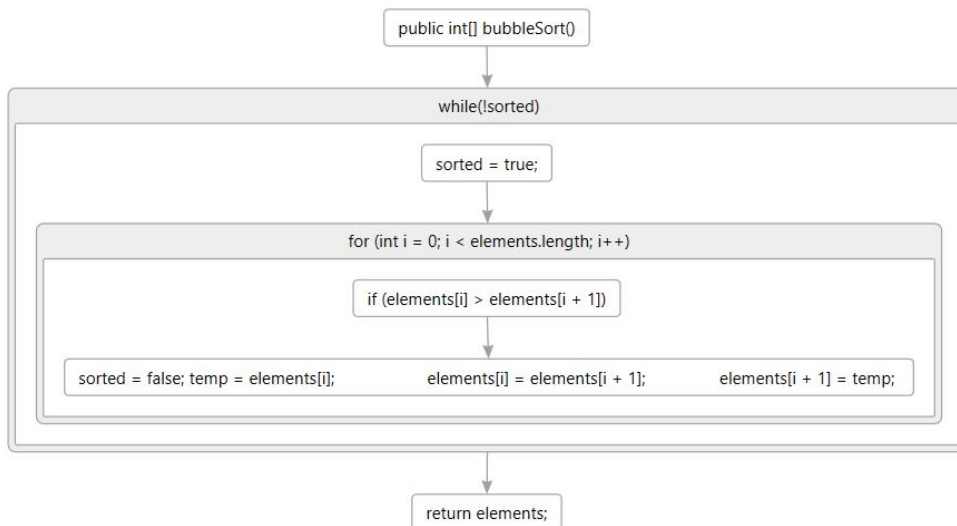 public int[] bubbleSort()
while(!sorted)
sorted = true;
for (int i = 0; i < elements.length; i++)
if (elements[i] > elements[i + 1])
sorted = false; temp = elements[i]; elements[i] = elements[i + 1]; elements[i + 1] = temp;
return elements;